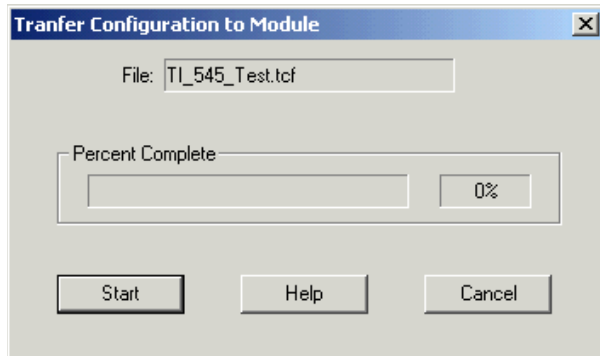 Tranfer Configuration to Module
File: TI_545_Test.tcf
Percent Complete
0%
Start Help Cancel